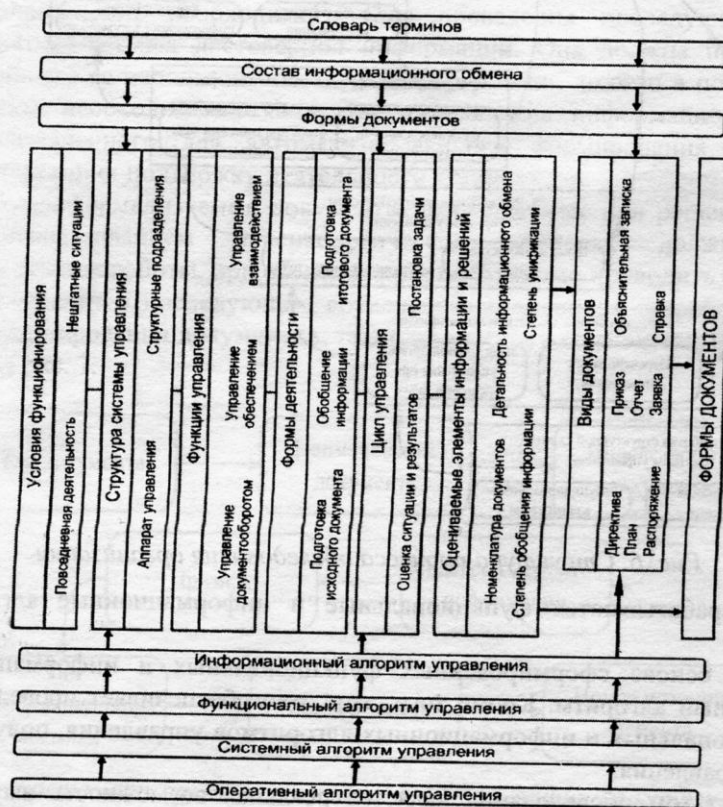 Словарь терминов
Состав информационного обмена
Формы документов
Условия функционирования
Повседневная деятельность
Нештатные ситуации
Структура системы управления
Аппарат управления
Структурные подразделения
Функции управления
Управление
документооборотом
Управление
обеспечением
Управление
взаимодействием
Формы деятельности
Подготовка
исходного документа
Обобщение
информации
Подготовка
итогового документа
Цикл управления
Оценка ситуации и результатов
Постановка задачи
Оцениваемые элементы информации и решений
Номенклатура документов
Детальность информационного обмена
Степень обобщения информации
Степень унификации
Виды документов
Директива
Приказ
Объяснительная записка
План
Отчет
Распоряжение
Заявека
Справка
ФОРМЫ ДОКУМЕНТОВ
Информационный алгоритм управления
Функциональный алгоритм управления
Системный алгоритм управления
Оперативный алгоритм управления